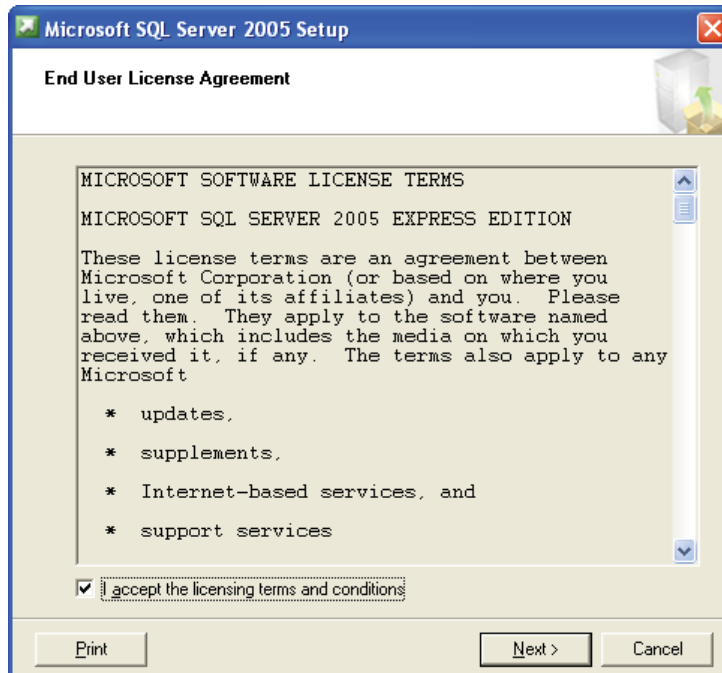 Microsoft SQL Server 2005 Setup
End User License Agreement
MICROSOFT SOFTWARE LICENSE TERMS
MICROSOFT SQL SERVER 2005 EXPRESS EDITION
These license terms are an agreement between
Microsoft Corporation (or based on where you
live, one of its affiliates) and you.  Please
read them.  They apply to the software named
above, which includes the media on which you
received it, if any.  The terms also apply to any
Microsoft
* updates,
* supplements,
* Internet-based services, and
* support services
I accept the licensing terms and conditions
Print
Next >
Cancel